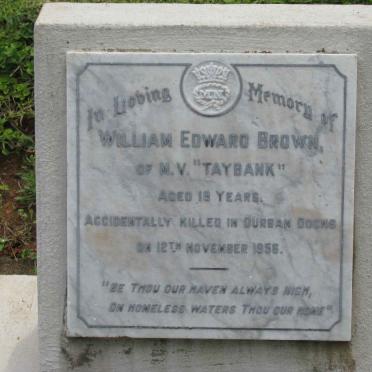 In Loving Memory of
WILLIAM EDWARD BROWN,
OF M.V. "TAYBANK"
AGED 18 YEARS.
ACCIDENTALLY KILLED IN DURBAN DOCKS
ON 12TH NOVEMBER 1956.
"BE THOU OUR HAVEN ALWAYS NIGH,
ON HOMELESS WATERS THOU OUR HOME"